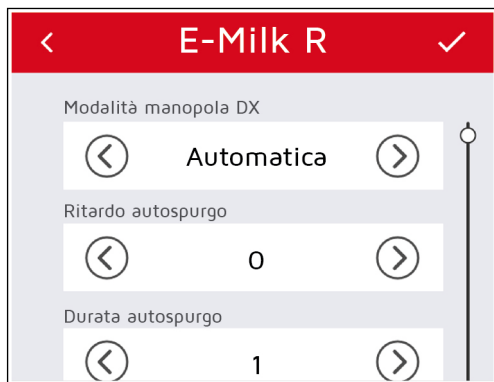 E-Milk R
Modalità manopola DX
Automatica
Ritardo autospurgo
0
Durata autospurgo
1